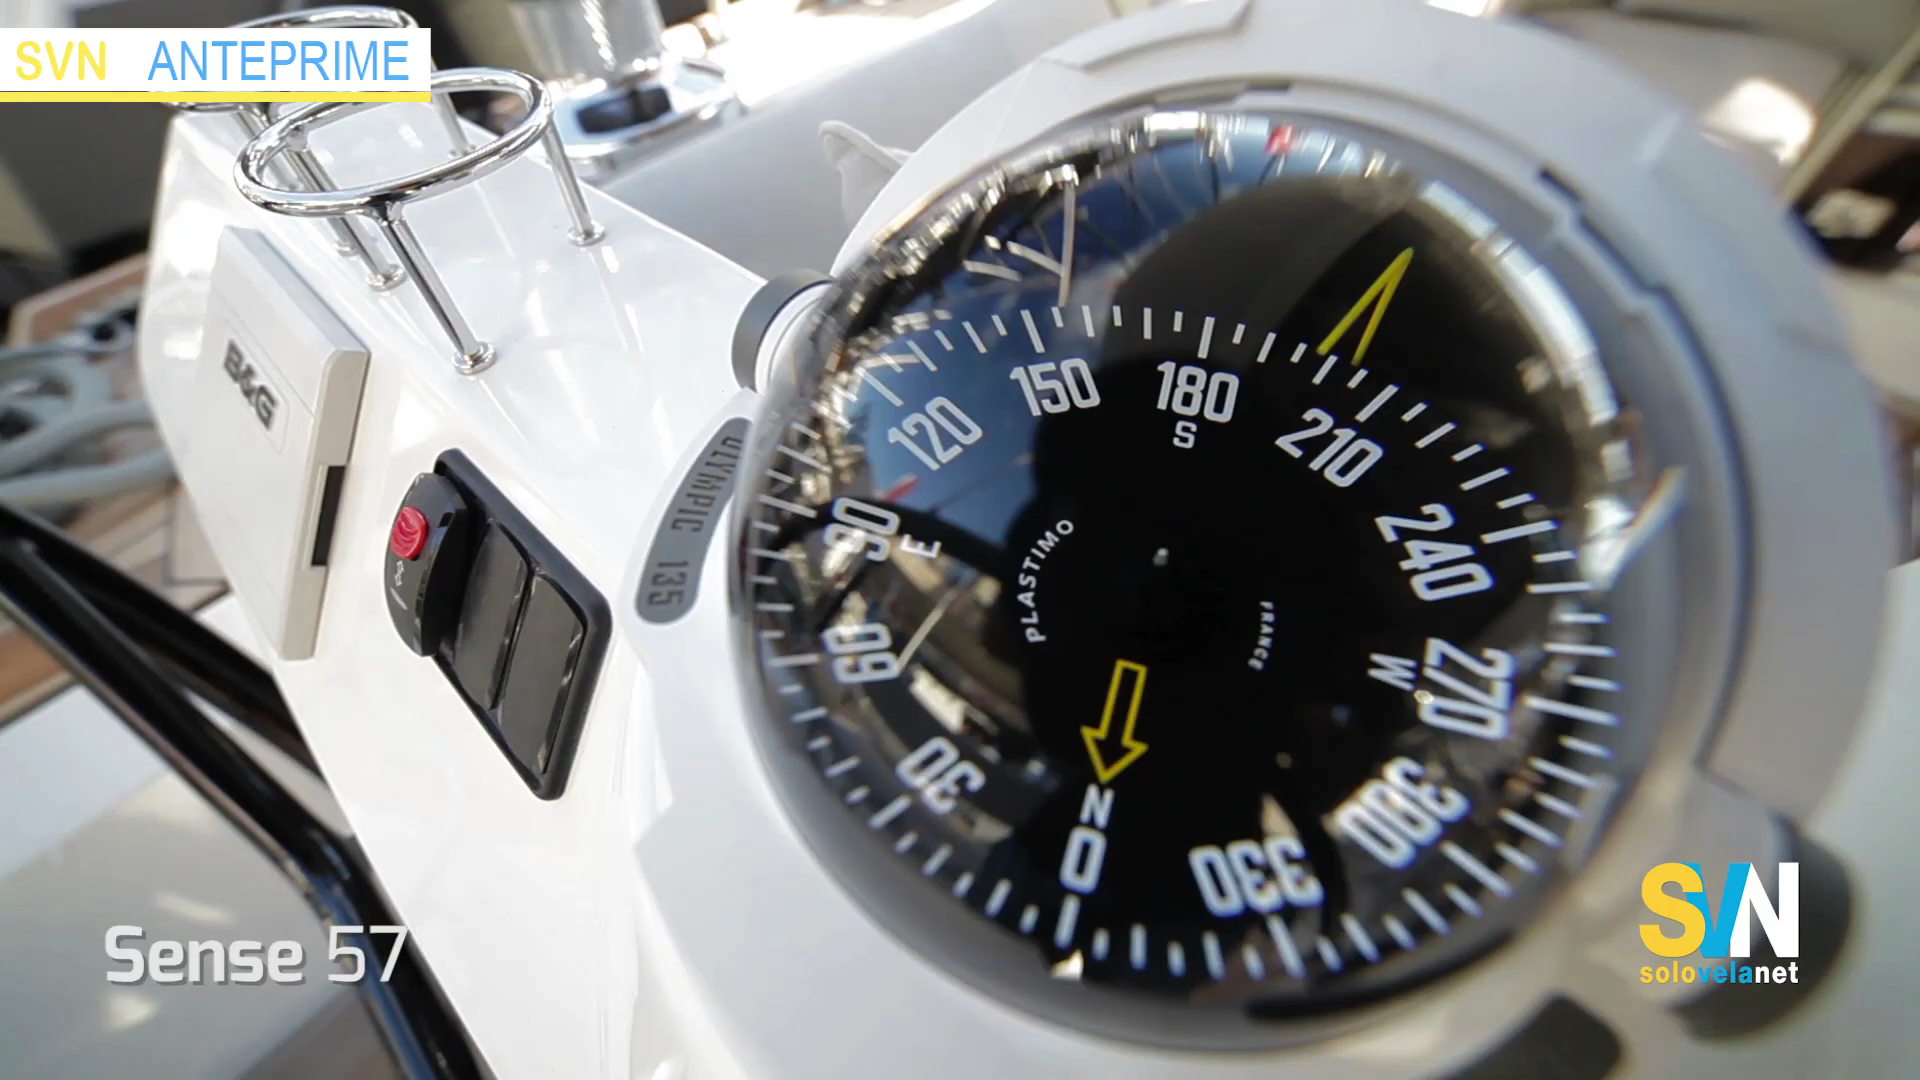 SVN ANTEPRIME
B&G
OLYMPIC 135
120
150
180
S
210
240
90
E
PLASTIMO
FRANCE
60
W
270
30
N
0
330
300
Sense 57
SVN
solovelanet